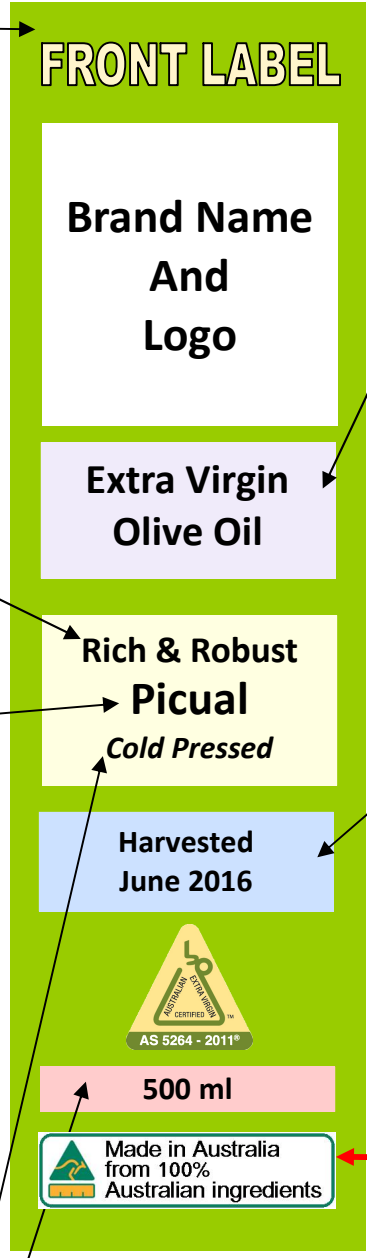 FRONT LABEL
Brand Name
And
Logo
Extra Virgin
Olive Oil
Rich & Robust
Picual
Cold Pressed
Harvested
June 2016
AUSTRALIAN
EXTRA VIRGIN
CERTIFIED
TM
AS 5264 - 2011®
500 ml
Made in Australia
from 100%
Australian ingredients